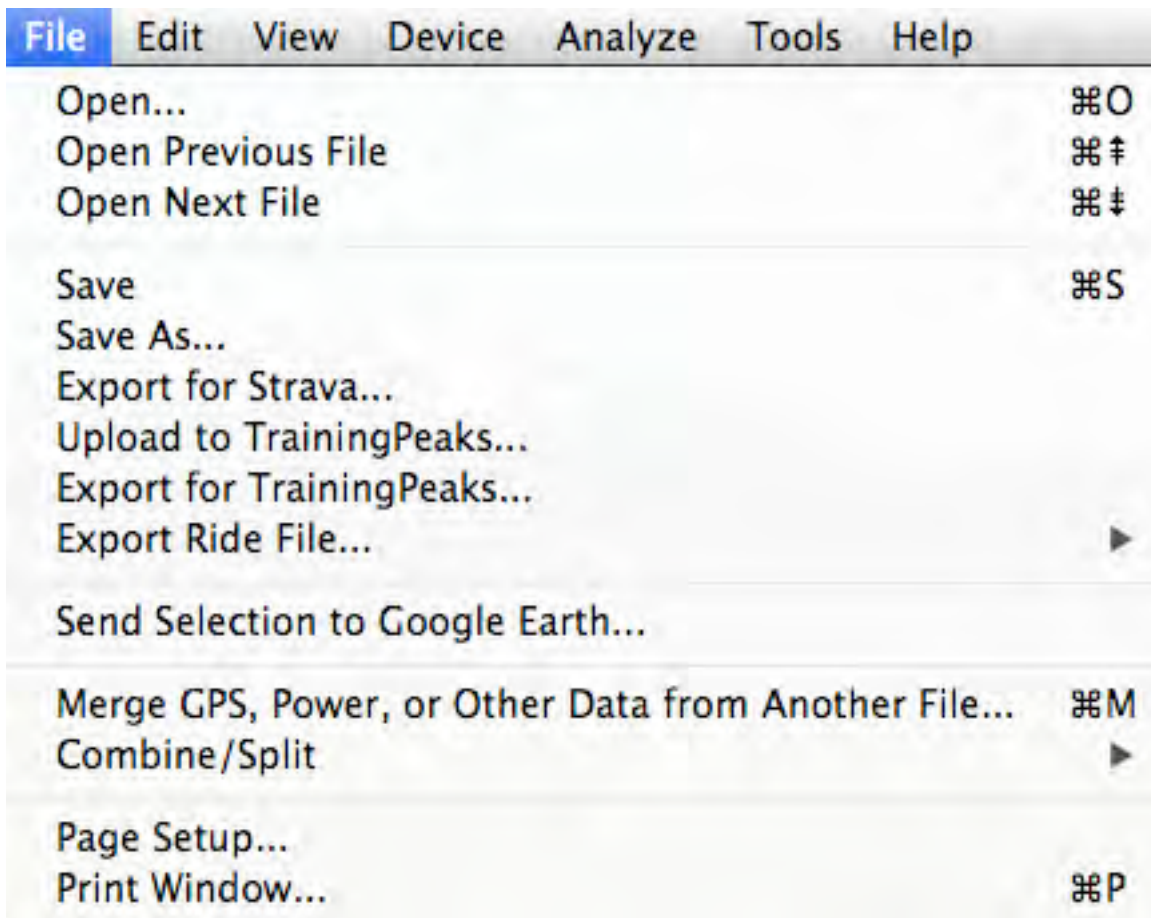 File Edit View Device Analyze Tools Help
Open... ⌘O
Open Previous File ⌘⇞
Open Next File ⌘⇟
Save ⌘S
Save As...
Export for Strava...
Upload to TrainingPeaks...
Export for TrainingPeaks...
Export Ride File... ▶
Send Selection to Google Earth...
Merge GPS, Power, or Other Data from Another File... ⌘M
Combine/Split ▶
Page Setup...
Print Window... ⌘P